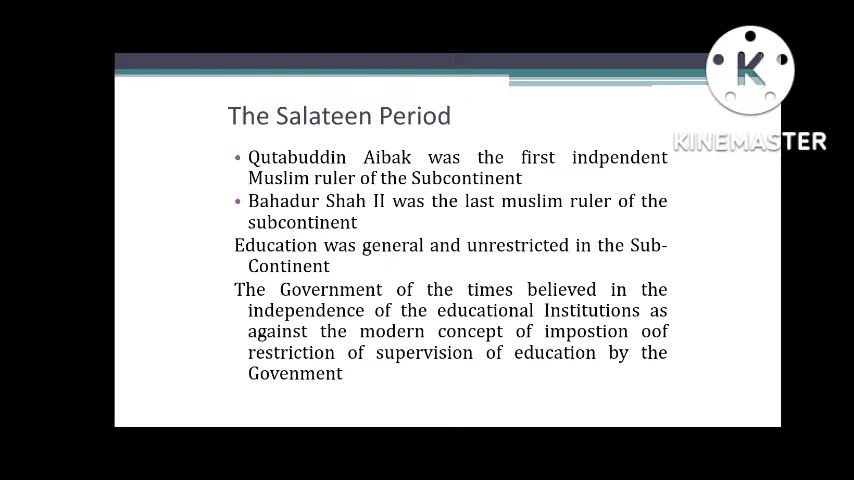 K
KINEMASTER
The Salateen Period
• Qutabuddin Aibak was the first indpendent
Muslim ruler of the Subcontinent
• Bahadur Shah II was the last muslim ruler of the
subcontinent
Education was general and unrestricted in the Sub-
Continent
The Government of the times believed in the
independence of the educational Institutions as
against the modern concept of impostion oof
restriction of supervision of education by the
Govenment